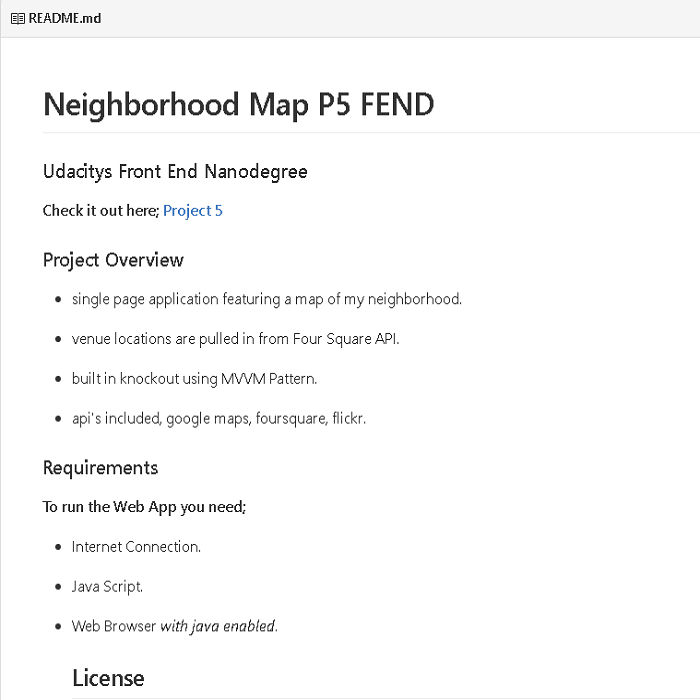 README.md
Neighborhood Map P5 FEND
Udacitys Front End Nanodegree
Check it out here; Project 5
Project Overview
single page application featuring a map of my neighborhood.
venue locations are pulled in from Four Square API.
built in knockout using MVVM Pattern.
api's included, google maps, foursquare, flickr.
Requirements
To run the Web App you need;
Internet Connection.
Java Script.
Web Browser with java enabled.
License